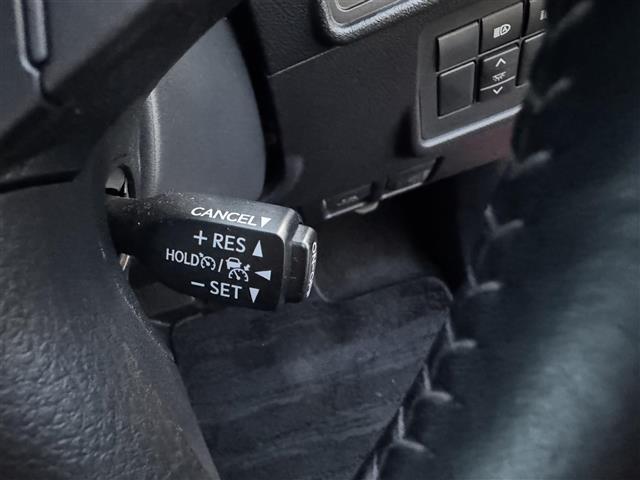 CANCEL▼
+ RES ▲
HOLD / ◀
− SET ▼